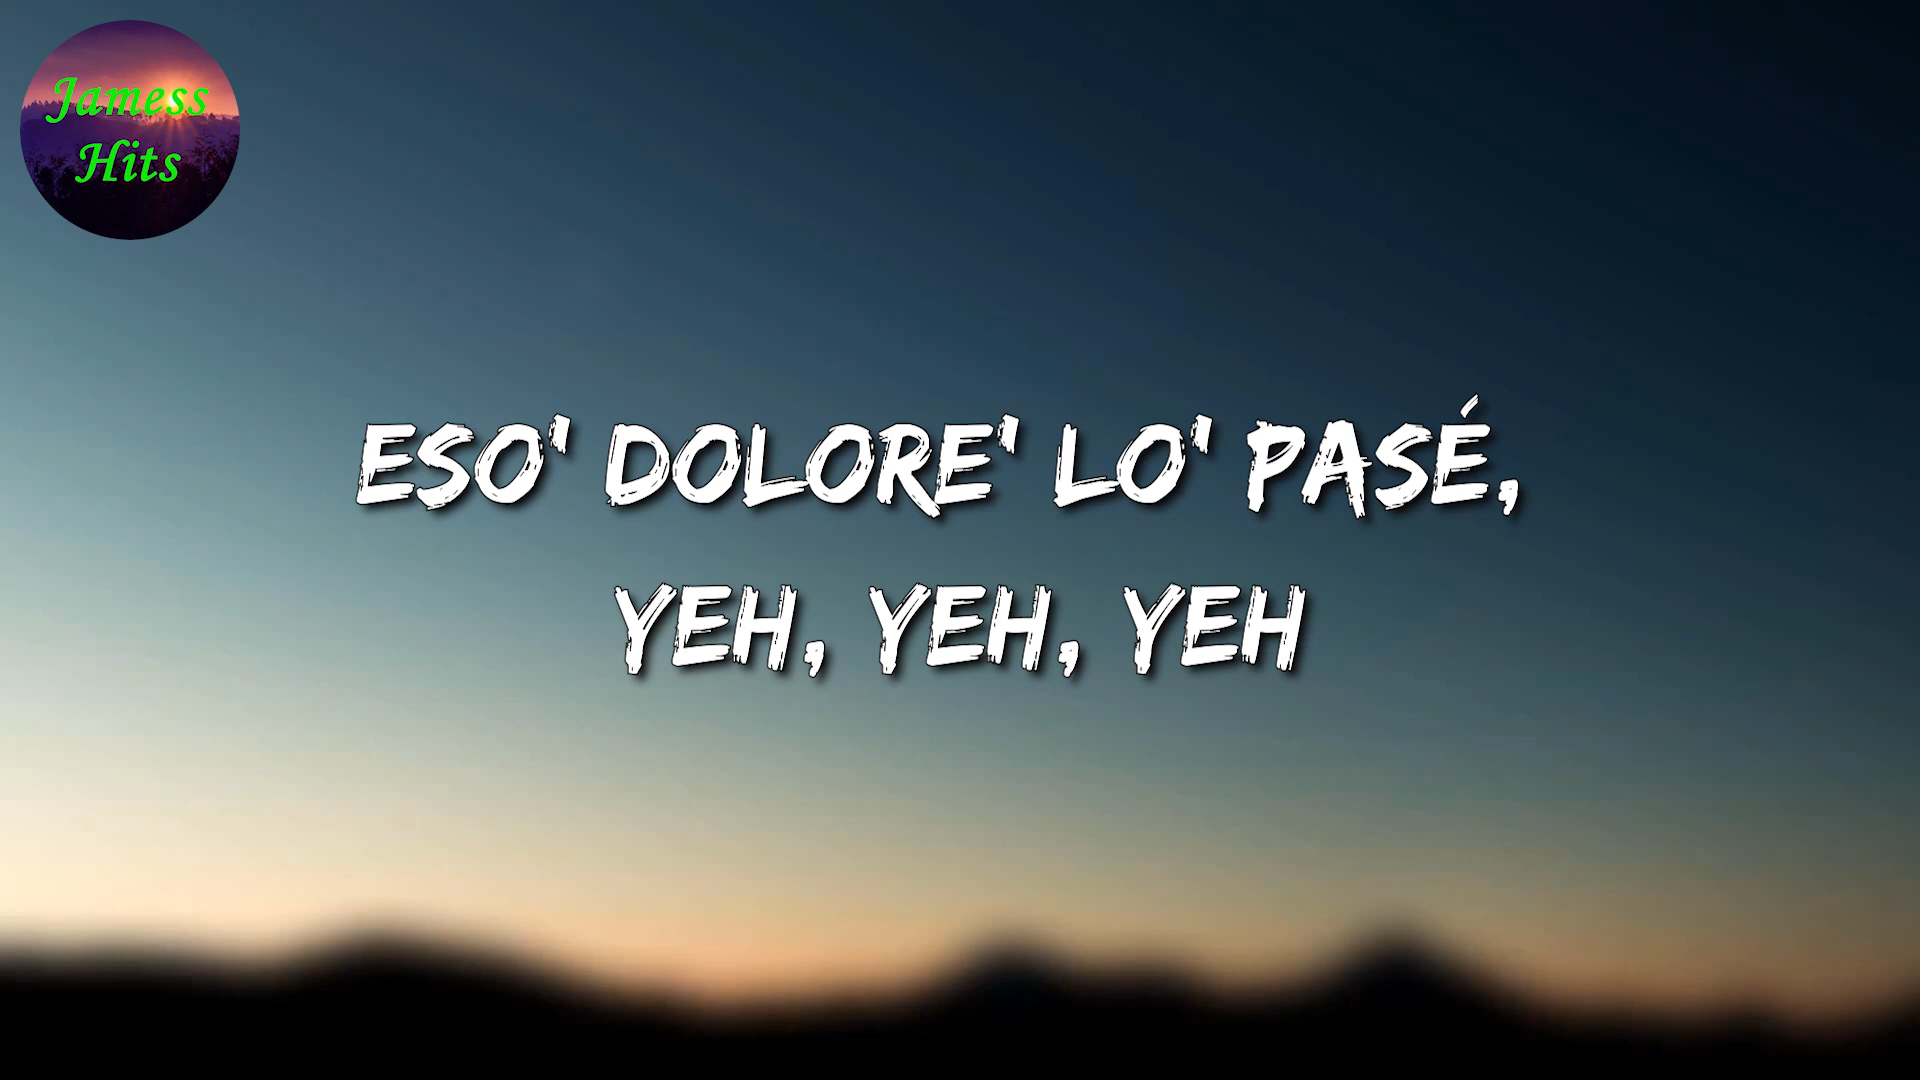 Jamess
Hits
ESO' DOLORE' LO' PASÉ,
YEH, YEH, YEH